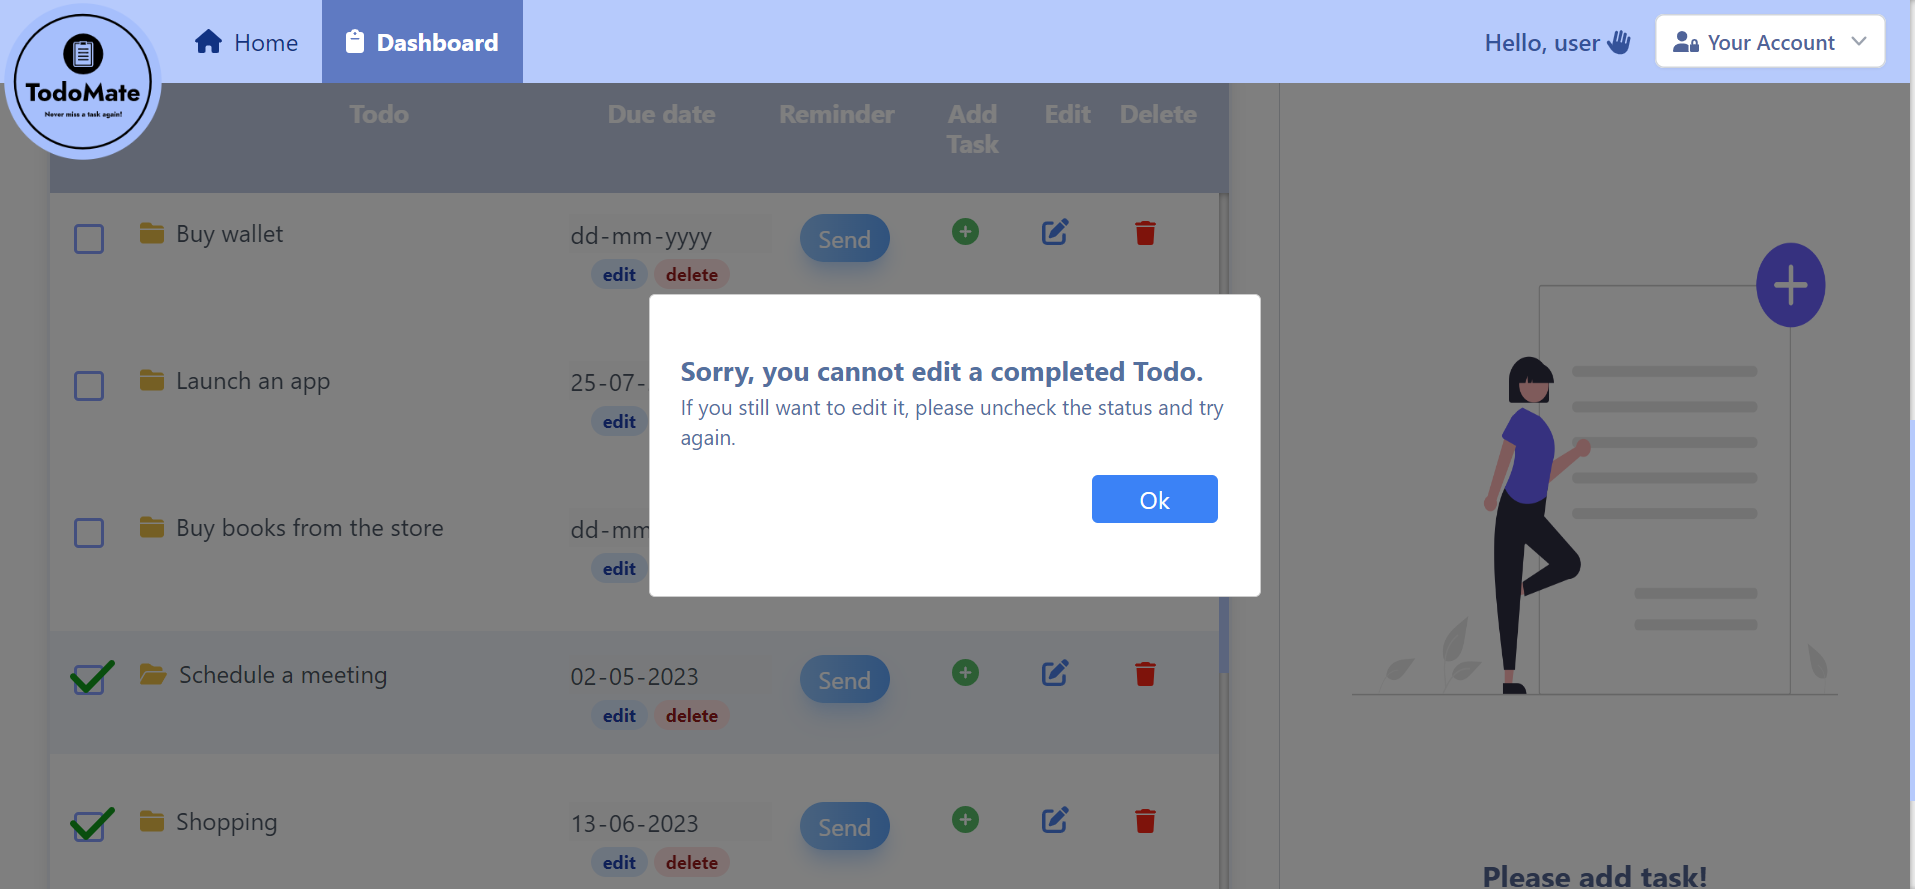 Home
Dashboard
Hello, user
Your Account
TodoMate
Never miss a task again!
Todo
Due date
Reminder
Add
Task
Edit
Delete
Buy wallet
dd-mm-yyyy
Send
edit
delete
Launch an app
25-07-
edit
Buy books from the store
dd-mm
edit
Sorry, you cannot edit a completed Todo.
If you still want to edit it, please uncheck the status and try
again.
Ok
Schedule a meeting
02-05-2023
Send
edit
delete
Shopping
13-06-2023
Send
edit
delete
Please add task!